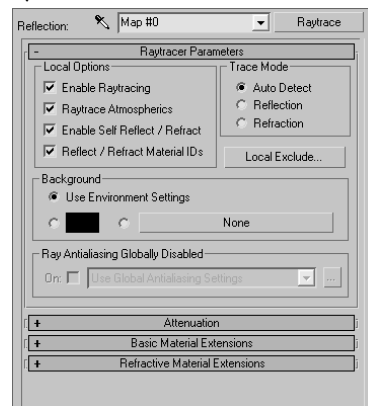 Reflection: Map #0 Raytrace
- Raytracer Parameters
Local Options
Enable Raytracing
Raytrace Atmospherics
Enable Self Reflect / Refract
Reflect / Refract Material IDs
Trace Mode
Auto Detect
Reflection
Refraction
Local Exclude...
Background
Use Environment Settings
None
Ray Antialiasing Globally Disabled
On: Use Global Antialiasing Settings ...
+ Attenuation
+ Basic Material Extensions
+ Refractive Material Extensions